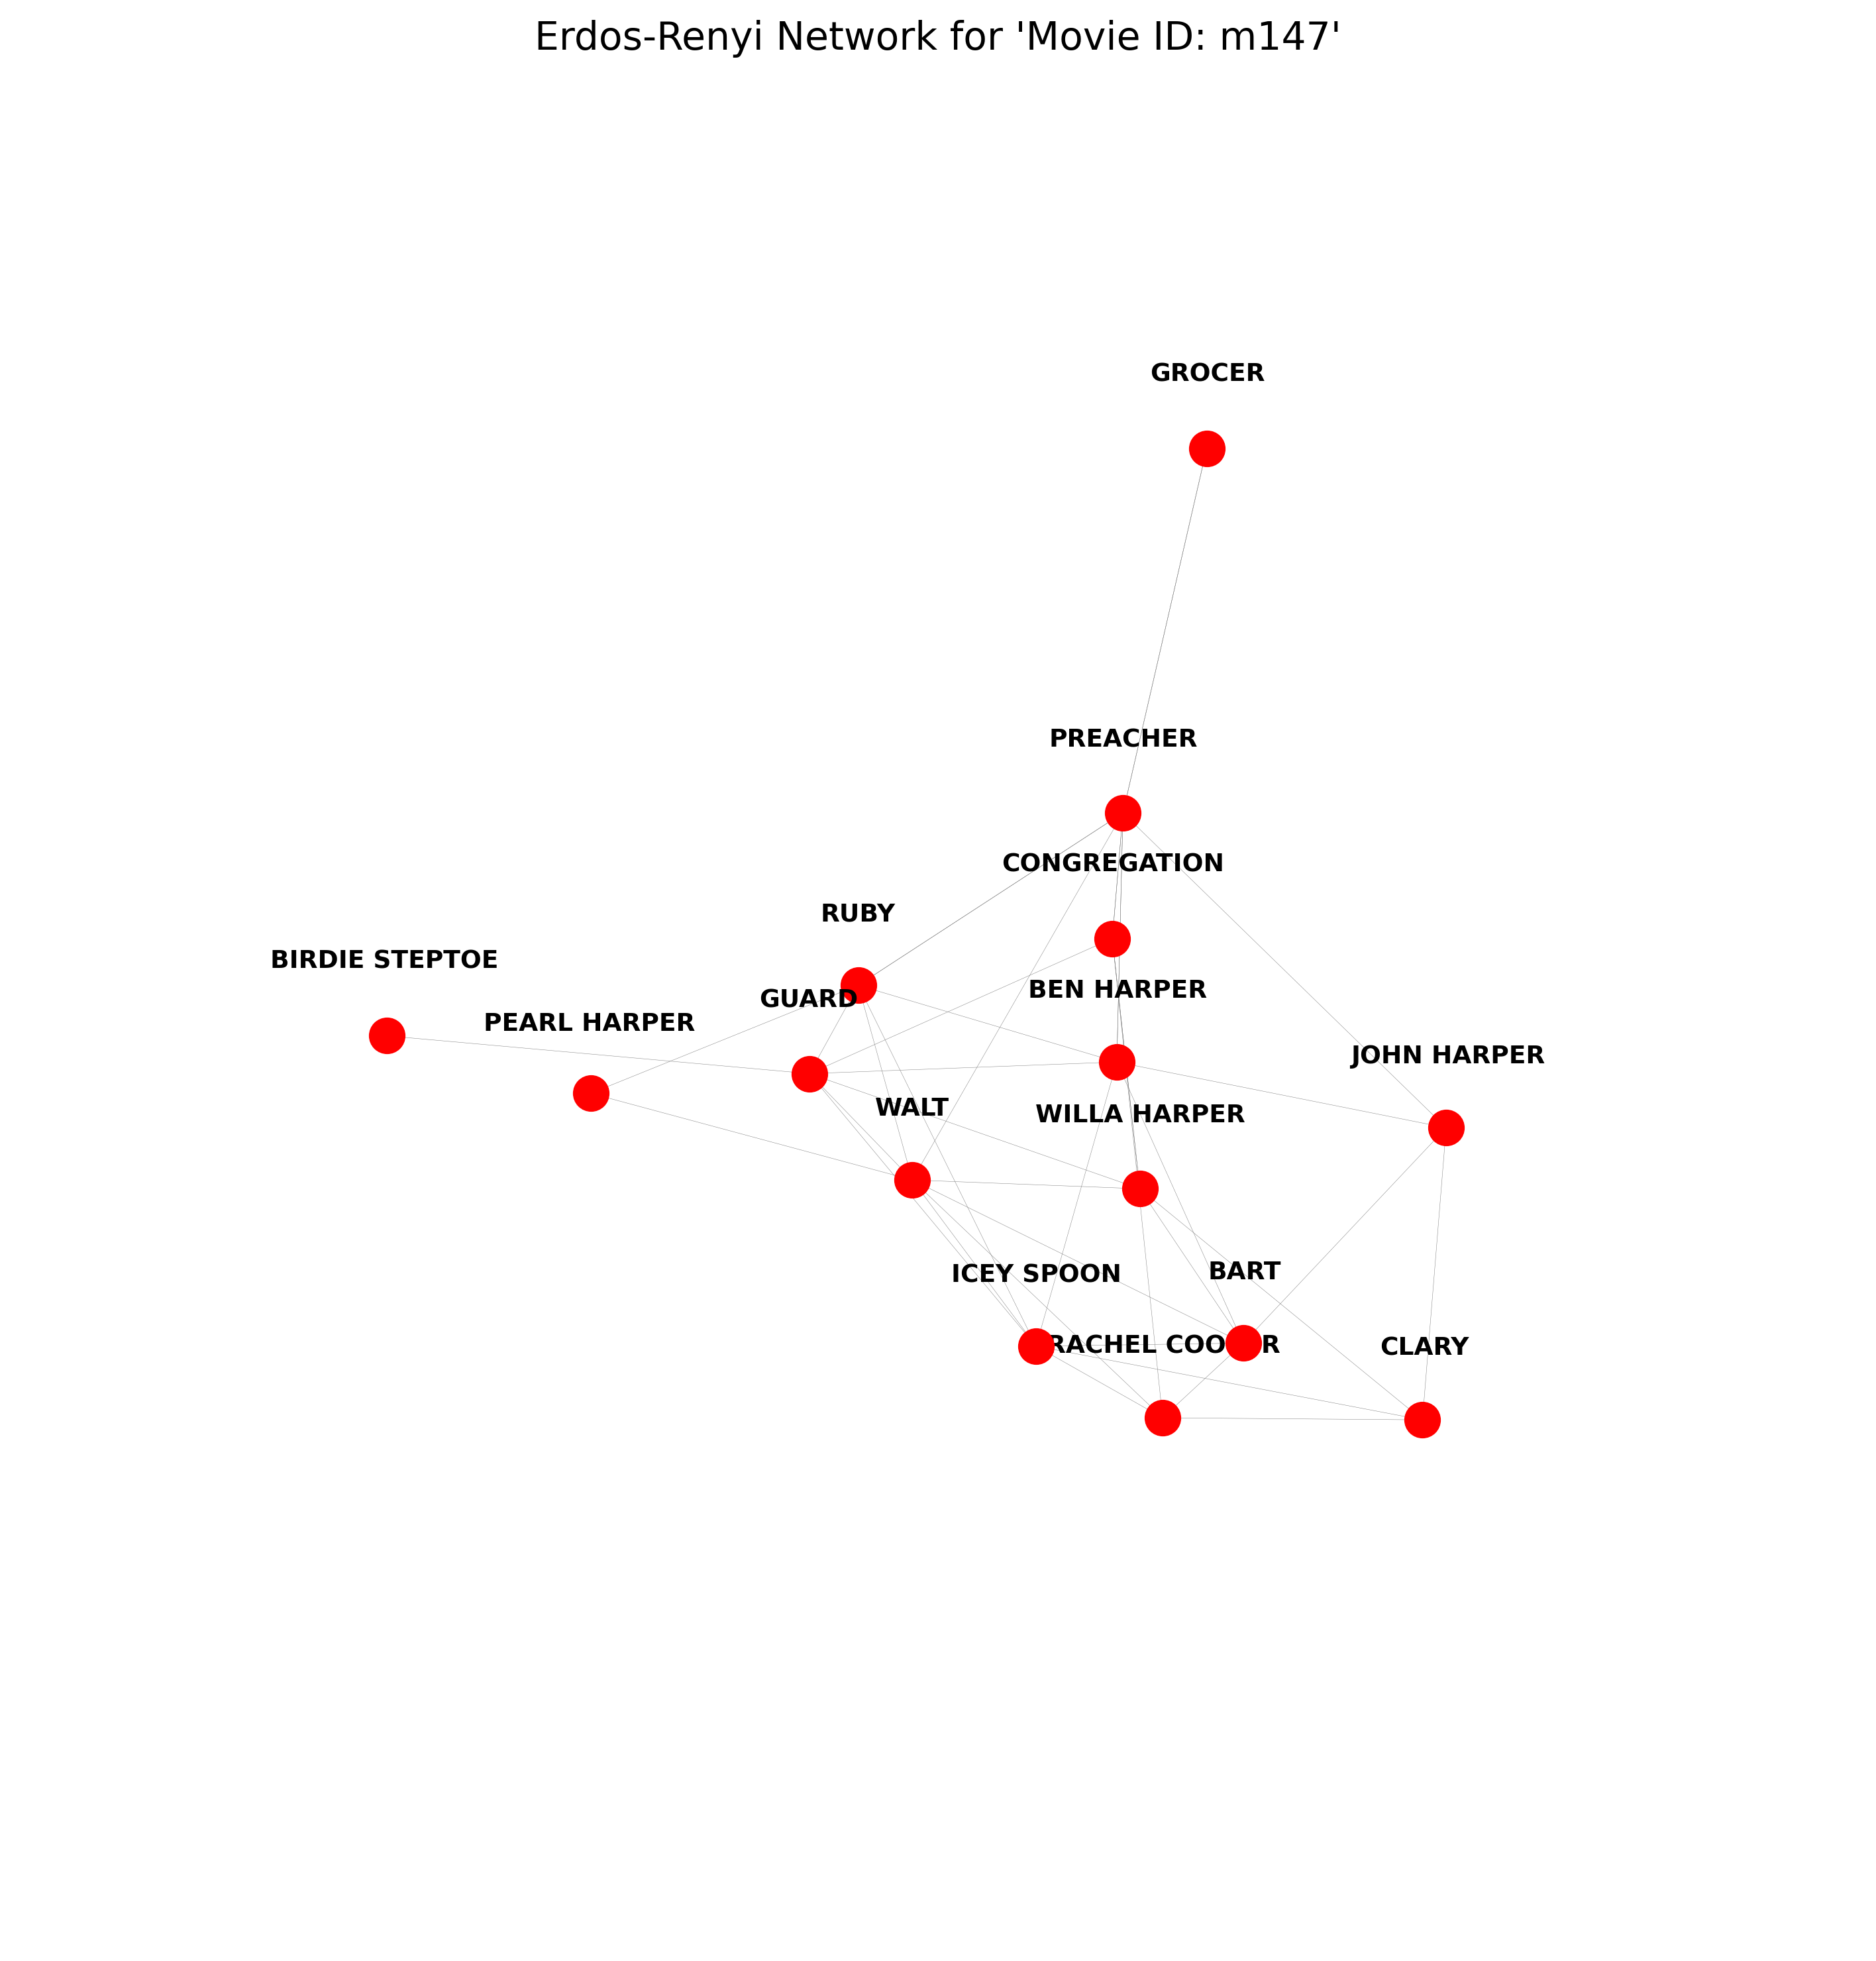 Erdos-Renyi Network for 'Movie ID: m147'
GROCER
PREACHER
CONGREGATION
RUBY
BIRDIE STEPTOE
BEN HARPER
GUARD
PEARL HARPER
JOHN HARPER
WALT
WILLA HARPER
BART
ICEY SPOON
RACHEL COO R
CLARY